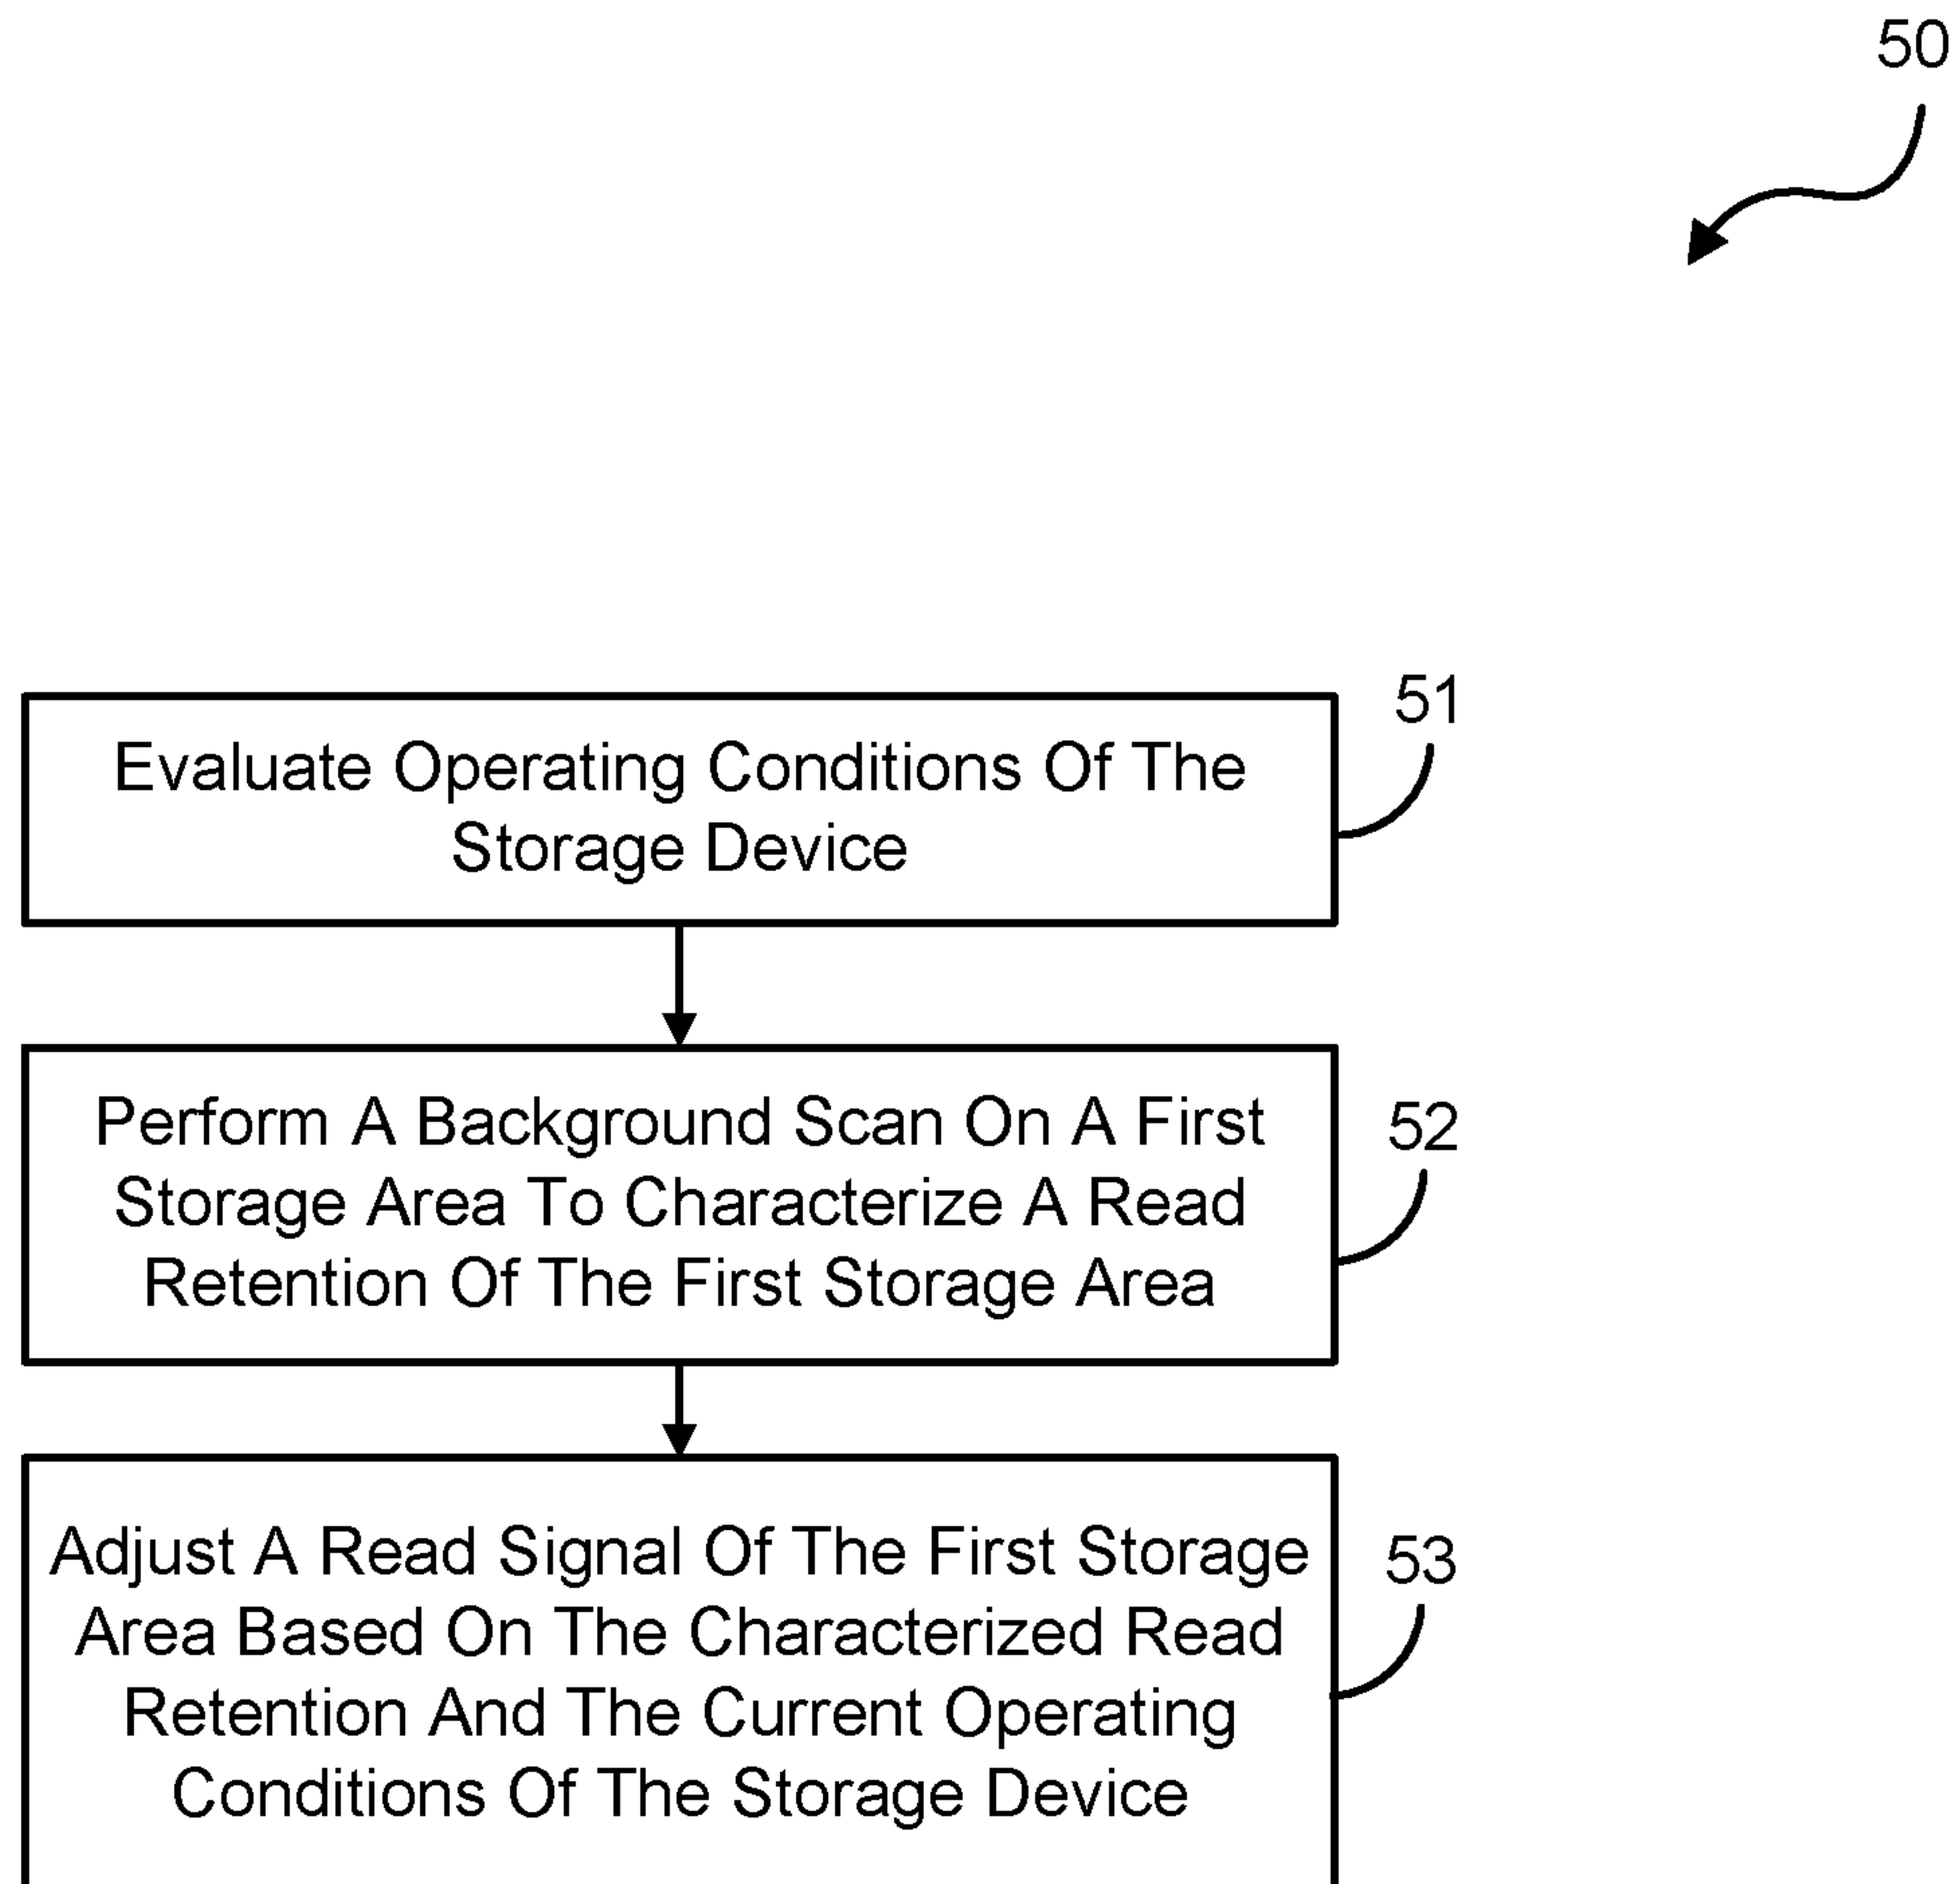 50
51
Evaluate Operating Conditions Of The
Storage Device
52
Perform A Background Scan On A First
Storage Area To Characterize A Read
Retention Of The First Storage Area
53
Adjust A Read Signal Of The First Storage
Area Based On The Characterized Read
Retention And The Current Operating
Conditions Of The Storage Device